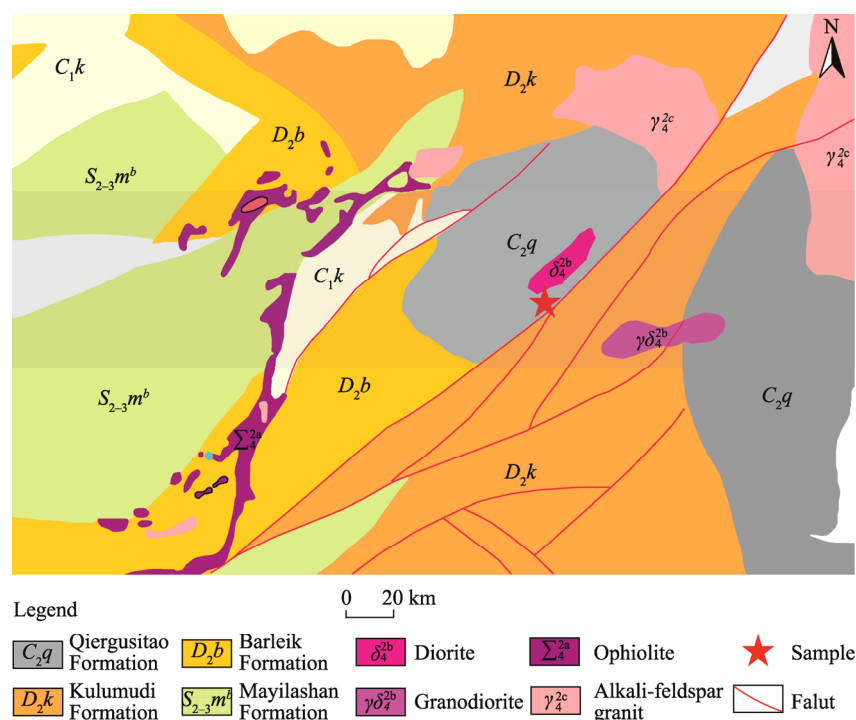 N
C₁k
D₂k
D₂b
γ₄²ᶜ
γ₄²ᶜ
S₂₋₃mᵇ
C₂q
C₁k
δ₄²ᵇ
γδ₄²ᵇ
D₂b
C₂q
S₂₋₃mᵇ
Σ₄²ᵃ
D₂k
Legend
0 20 km
C₂q Qiergusitao Formation
D₂b Barleik Formation
δ₄²ᵇ Diorite
Σ₄²ᵃ Ophiolite
Sample
D₂k Kulumudi Formation
S₂₋₃mᵇ Mayilashan Formation
γδ₄²ᵇ Granodiorite
γ₄²ᶜ Alkali-feldspar granit
Falut